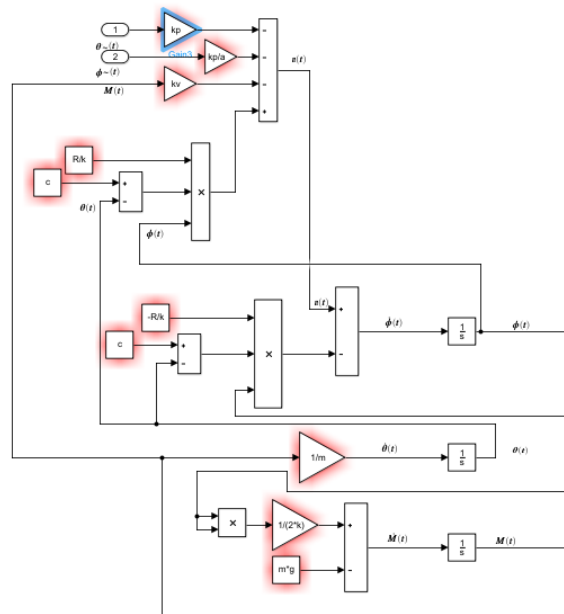 1
kp
θ~(t)
Gain3
2
kp/a
ϕ~(t)
kv
M(t)
u(t)
R/k
c
θ(t)
×
ϕ(t)
-R/k
c
×
u(t)
ϕ̇(t)
1/s
ϕ(t)
1/m
θ̇(t)
1/s
θ(t)
×
1/(2*k)
m*g
Ṁ(t)
1/s
M(t)